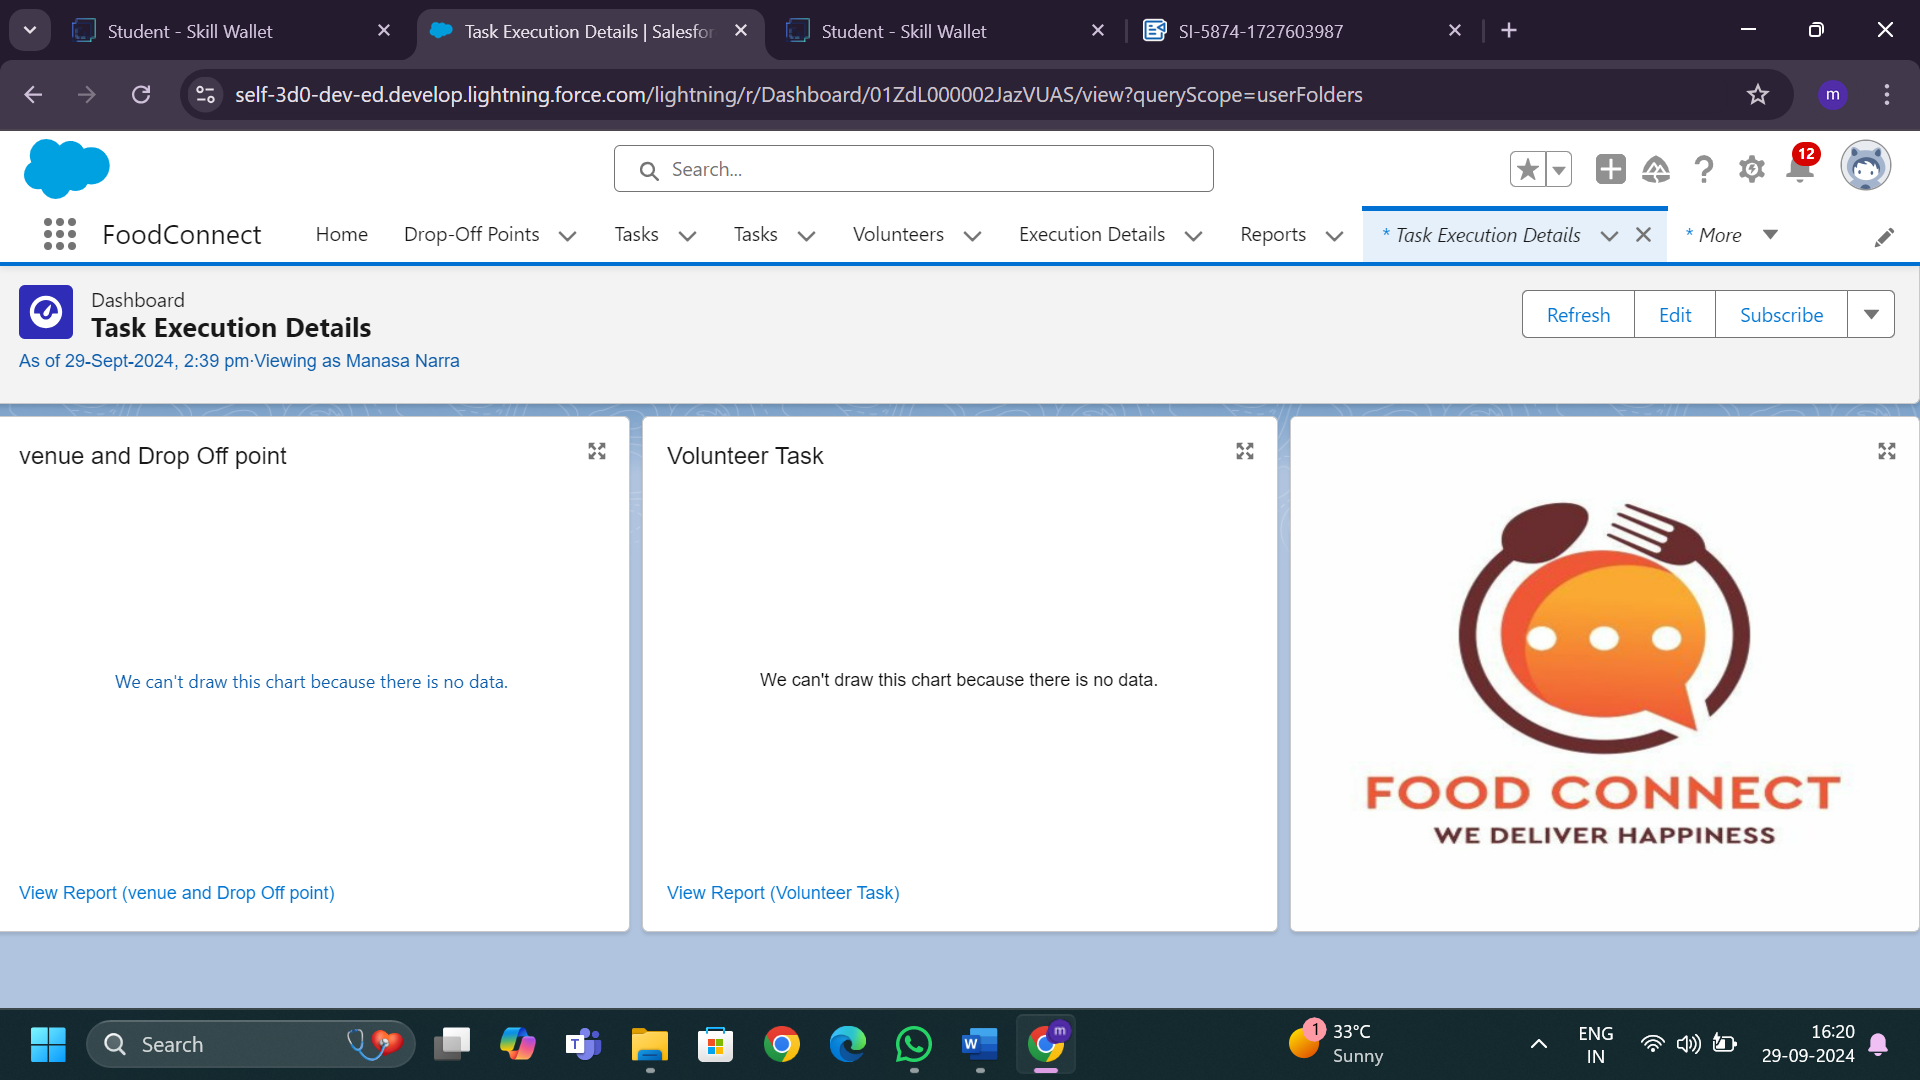 Student - Skill Wallet
Task Execution Details | Salesfor
Student - Skill Wallet
SI-5874-1727603987
self-3d0-dev-ed.develop.lightning.force.com/lightning/r/Dashboard/01ZdL000002JazVUAS/view?queryScope=userFolders
m
Search...
12
FoodConnect
Home
Drop-Off Points
Tasks
Tasks
Volunteers
Execution Details
Reports
* Task Execution Details
* More
Dashboard
Task Execution Details
As of 29-Sept-2024, 2:39 pm·Viewing as Manasa Narra
Refresh
Edit
Subscribe
venue and Drop Off point
We can't draw this chart because there is no data.
View Report (venue and Drop Off point)
Volunteer Task
We can't draw this chart because there is no data.
View Report (Volunteer Task)
FOOD CONNECT
WE DELIVER HAPPINESS
Search
T
W
m
1
33°C
Sunny
ENG
IN
16:20
29-09-2024